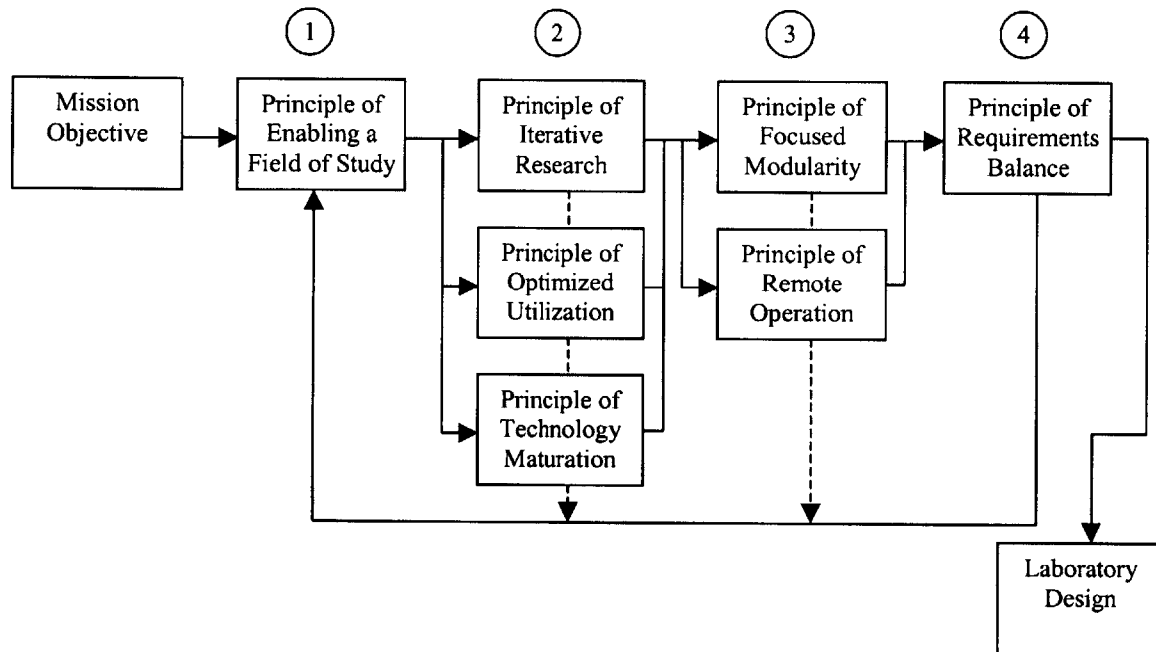 1
2
3
4
Mission
Objective
Principle of
Enabling a
Field of Study
Principle of
Iterative
Research
Principle of
Optimized
Utilization
Principle of
Technology
Maturation
Principle of
Focused
Modularity
Principle of
Remote
Operation
Principle of
Requirements
Balance
Laboratory
Design